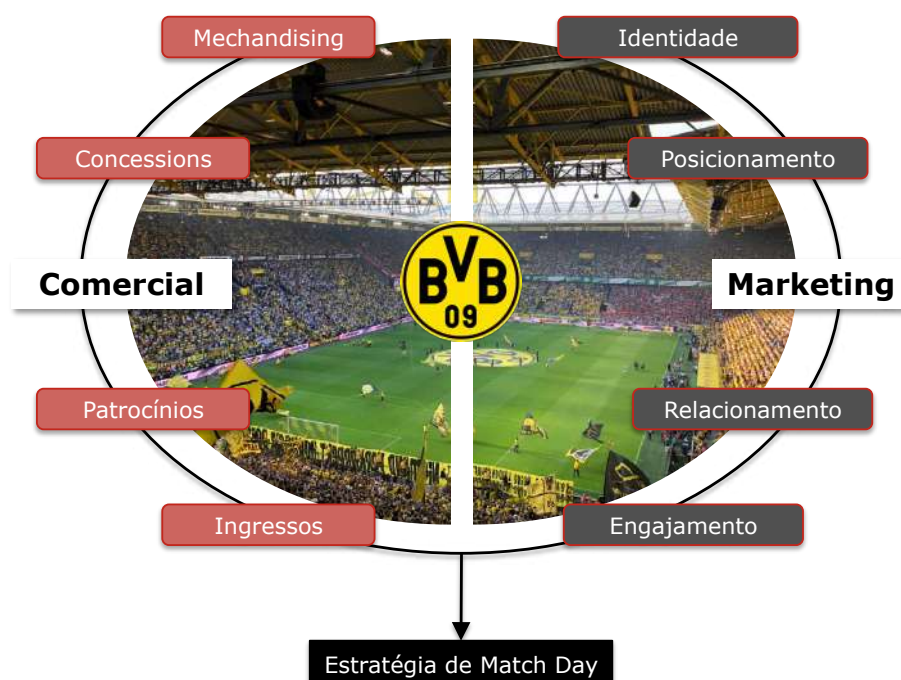 Mechandising
Identidade
Concessions
Posicionamento
BVB
09
Comercial
Marketing
Patrocínios
Relacionamento
Ingressos
Engajamento
Estratégia de Match Day